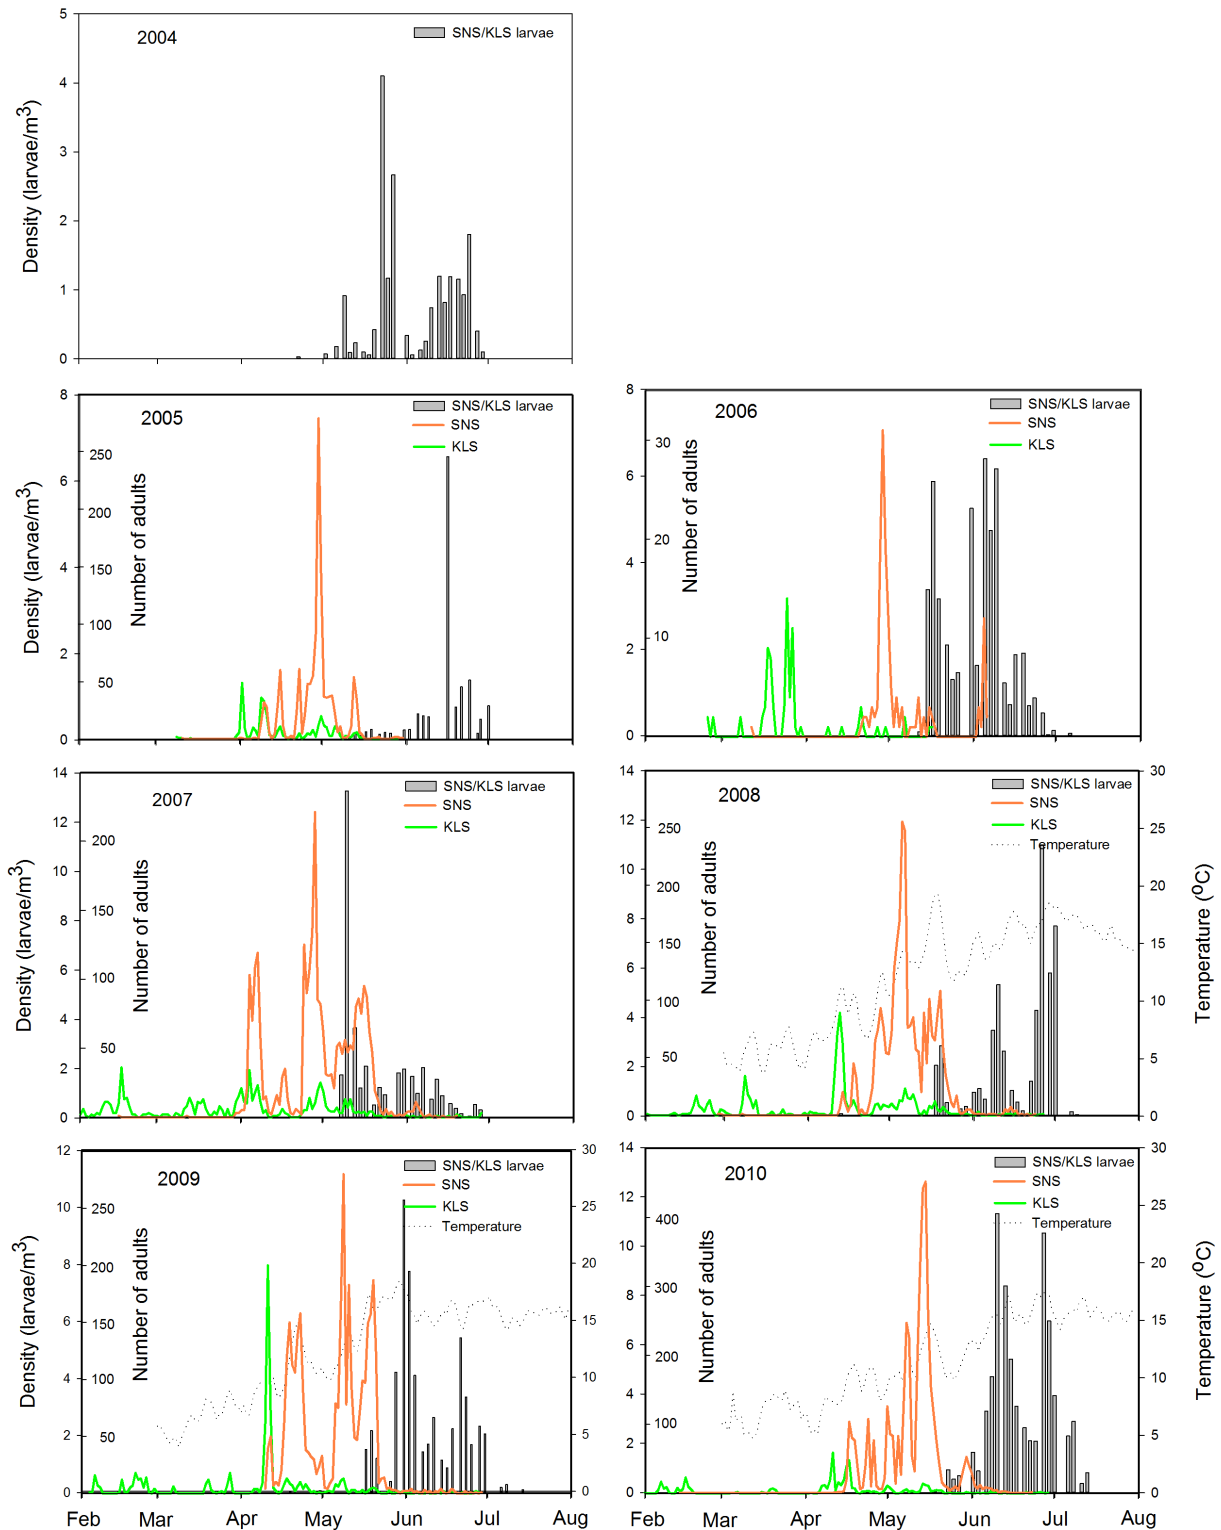 2004
SNS/KLS larvae
Density (larvae/m3)
5
4
3
2
1
0
2005
SNS/KLS larvae
SNS
KLS
Density (larvae/m3)
8
6
4
2
0
Number of adults
250
200
150
100
50
2006
SNS/KLS larvae
SNS
KLS
8
6
4
2
0
Number of adults
30
20
10
2007
SNS/KLS larvae
SNS
KLS
Density (larvae/m3)
14
12
10
8
6
4
2
0
Number of adults
200
150
100
50
2008
SNS/KLS larvae
SNS
KLS
Temperature
14
12
10
8
6
4
2
0
Number of adults
250
200
150
100
50
30
25
20
15
10
5
0
Temperature (oC)
2009
SNS/KLS larvae
SNS
KLS
Temperature
Density (larvae/m3)
12
10
8
6
4
2
0
Number of adults
250
200
150
100
50
30
25
20
15
10
5
0
Feb Mar Apr May Jun Jul Aug
2010
SNS/KLS larvae
SNS
KLS
Temperature
14
12
10
8
6
4
2
0
Number of adults
400
300
200
100
30
25
20
15
10
5
0
Temperature (oC)
Feb Mar Apr May Jun Jul Aug